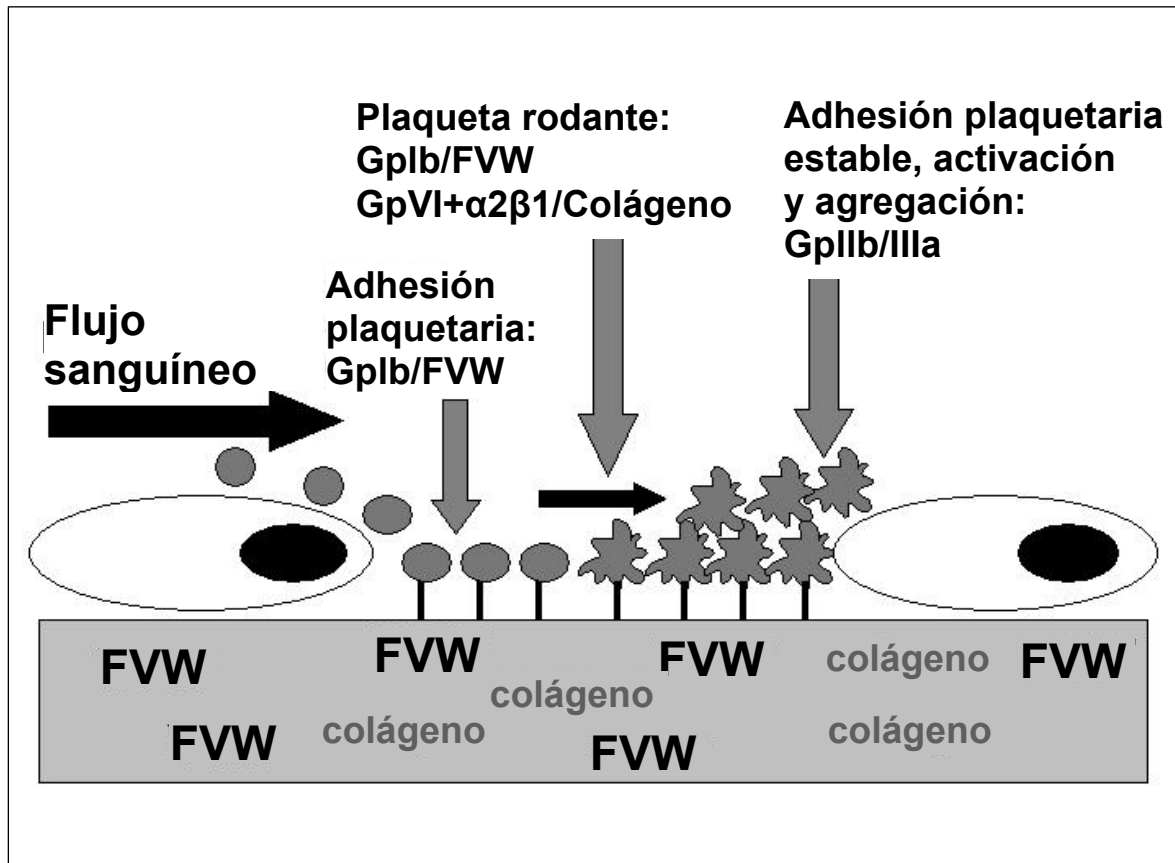 Plaqueta rodante:
GpIb/FVW
GpVI+α2β1/Colágeno
Adhesión plaquetaria
estable, activación
y agregación:
GpIIb/IIIa
Adhesión
plaquetaria:
GpIb/FVW
Flujo
sanguíneo
FVW
FVW
FVW
colágeno
FVW
colágeno
colágeno
colágeno
FVW
FVW